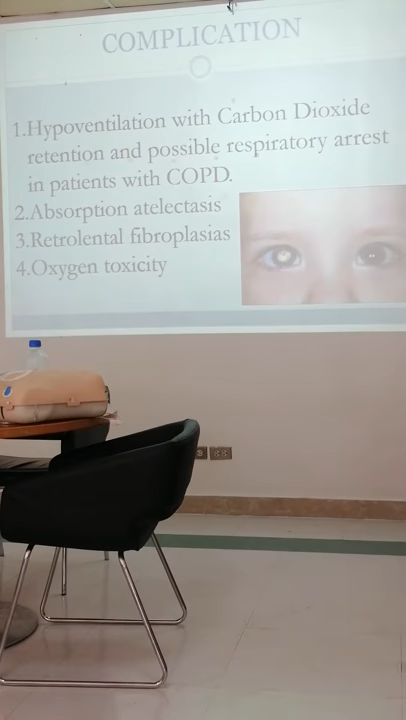 COMPLICATION
1.Hypoventilation with Carbon Dioxide
retention and possible respiratory arrest
in patients with COPD.
2.Absorption atelectasis
3.Retrolental fibroplasias
4.Oxygen toxicity